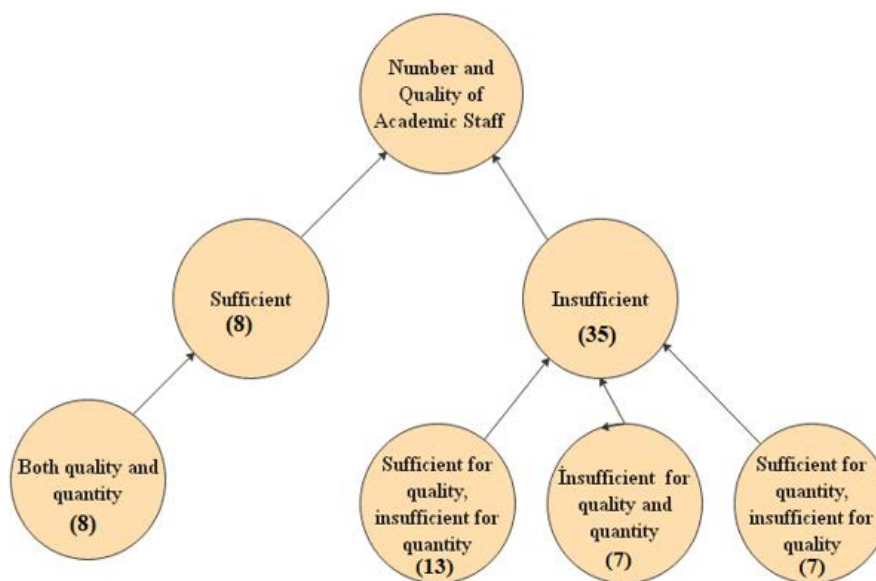 Number and
Quality of
Academic Staff
Sufficient
(8)
Insufficient
(35)
Both quality and
quantity
(8)
Sufficient for
quality,
insufficient for
quantity
(13)
İnsufficient for
quality and
quantity
(7)
Sufficient for
quantity,
insufficient for
quality
(7)